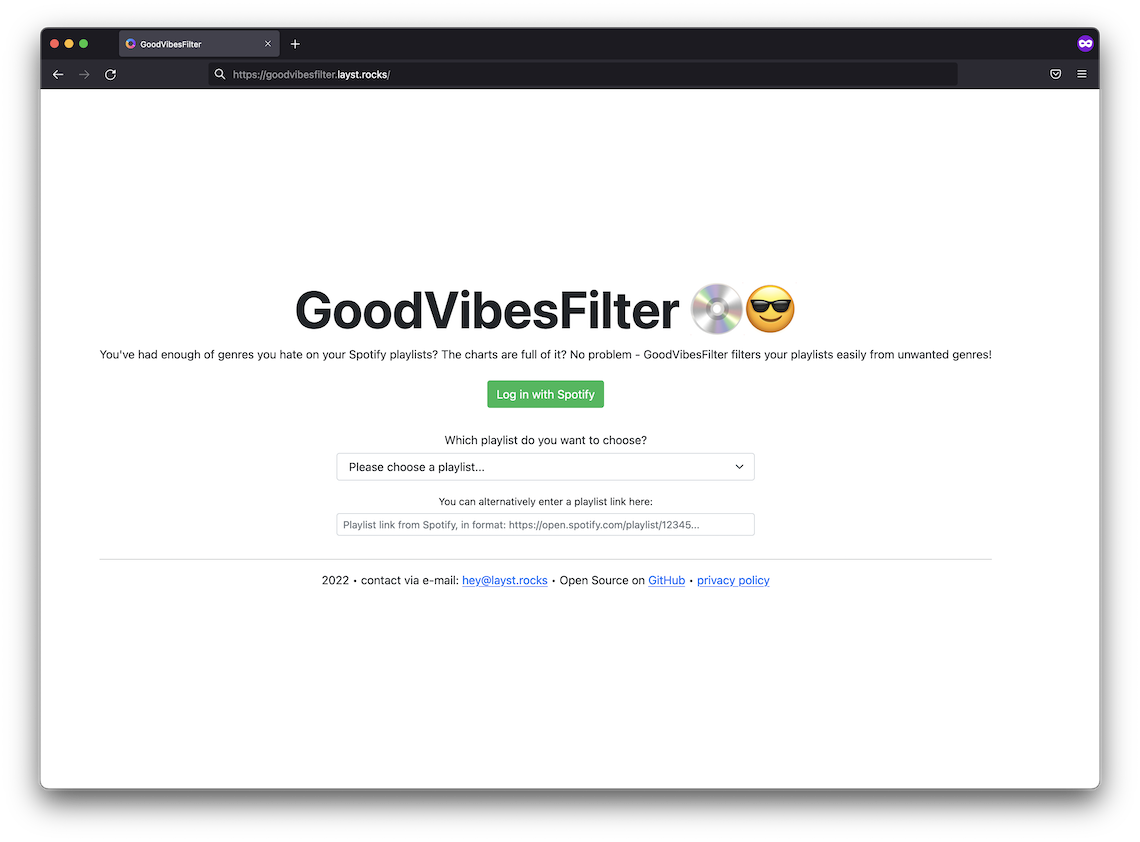 GoodVibesFilter
https://goodvibesfilter.layst.rocks/
GoodVibesFilter 💿😎
You've had enough of genres you hate on your Spotify playlists? The charts are full of it? No problem - GoodVibesFilter filters your playlists easily from unwanted genres!
Log in with Spotify
Which playlist do you want to choose?
Please choose a playlist...
You can alternatively enter a playlist link here:
Playlist link from Spotify, in format: https://open.spotify.com/playlist/12345...
2022 • contact via e-mail: hey@layst.rocks • Open Source on GitHub • privacy policy